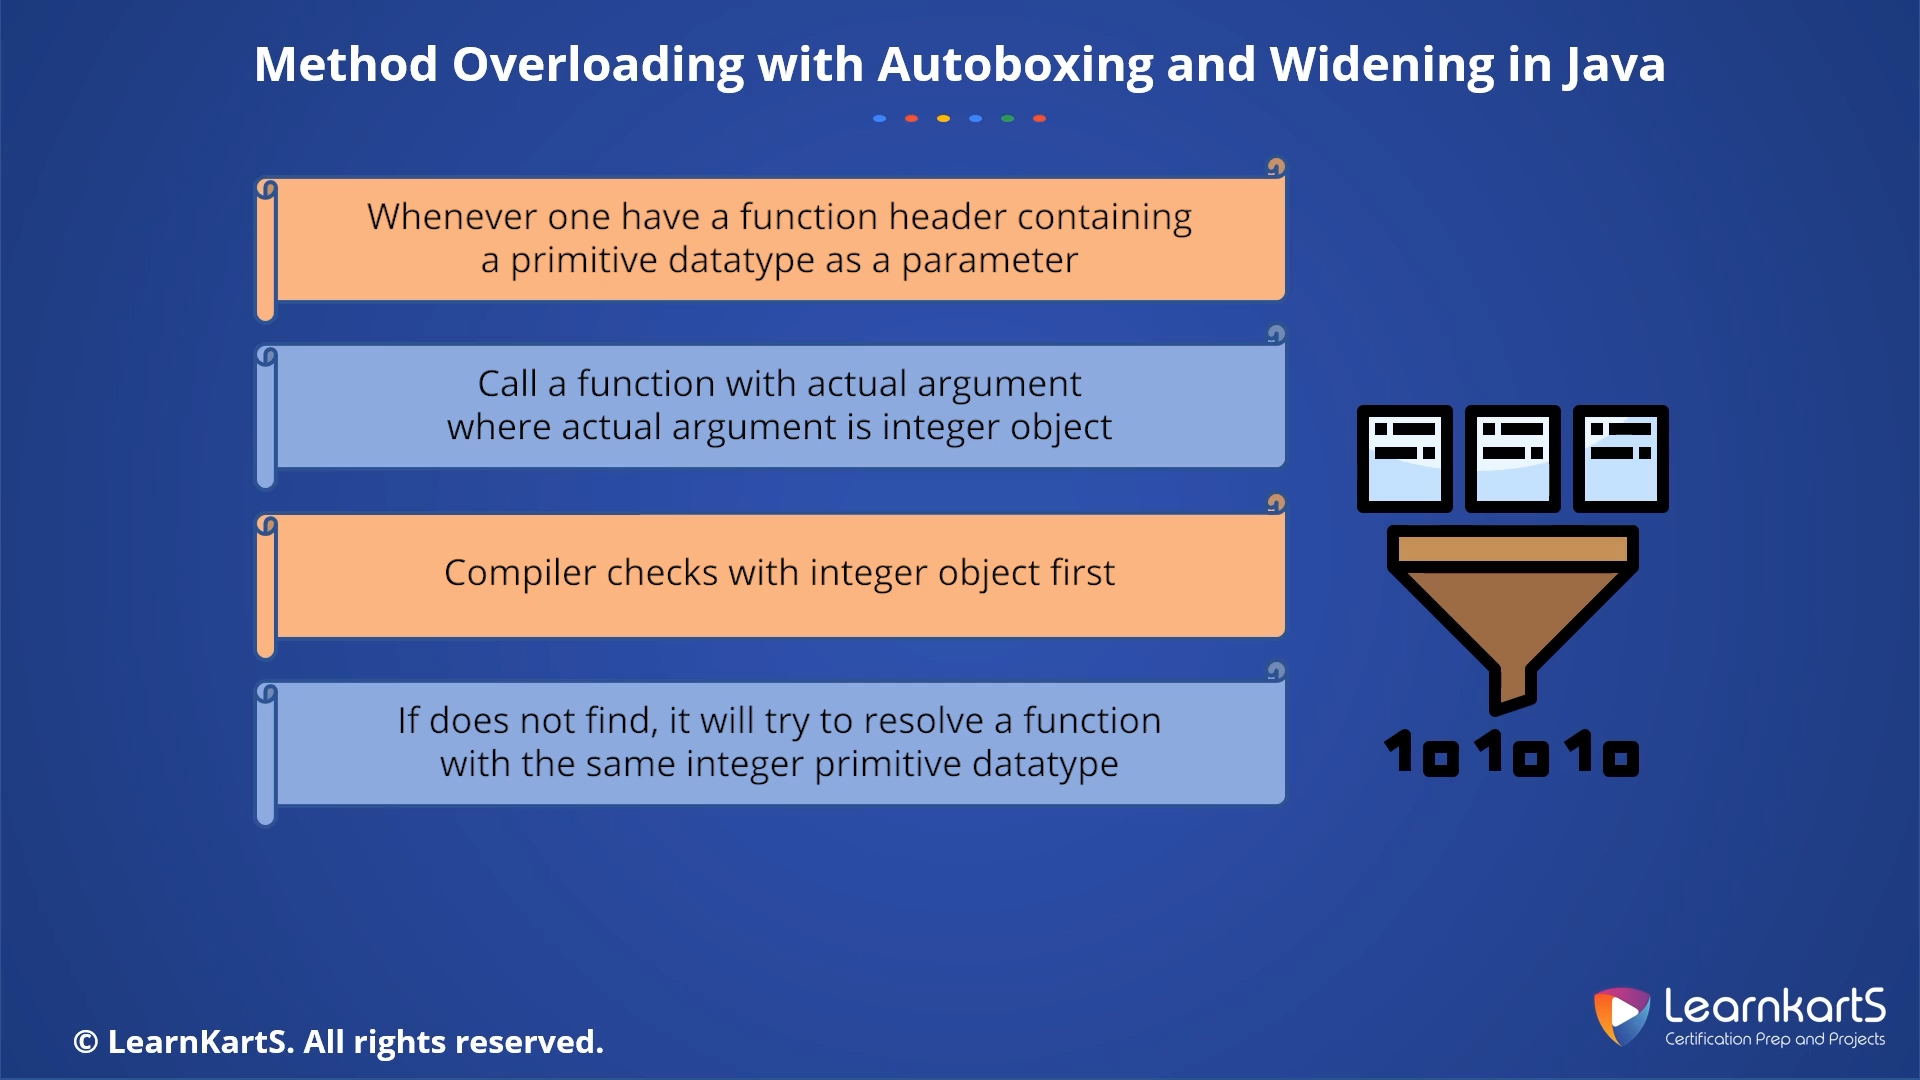 Method Overloading with Autoboxing and Widening in Java
Whenever one have a function header containing
a primitive datatype as a parameter
Call a function with actual argument
where actual argument is integer object
Compiler checks with integer object first
If does not find, it will try to resolve a function
with the same integer primitive datatype
10 10 10
© LearnKartS. All rights reserved.
LearnkartS
Certification Prep and Projects